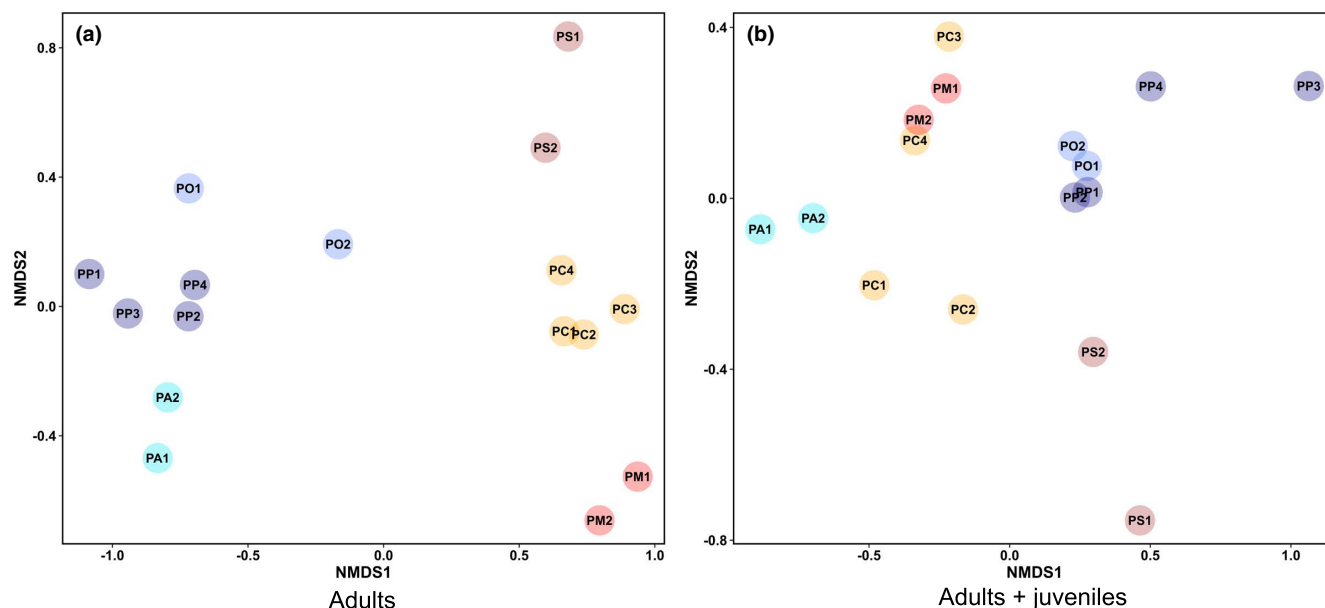 (a)
PS1
0.8
PS2
0.4
PO1
PO2
NMDS2
PP1
PP4
PC4
0.0
PP3
PP2
PC3
PC1
PC2
PA2
-0.4
PA1
PM1
PM2
-1.0 -0.5 0.0 0.5 1.0
NMDS1
Adults
(b)
0.4
PC3
PM1
PP4
PP3
PM2
PC4
PO2
PO1
NMDS2
0.0
PP1
PP2
PA2
PA1
PC1
PC2
PS2
-0.4
PS1
-0.8
-0.5 0.0 0.5 1.0
NMDS1
Adults + juveniles